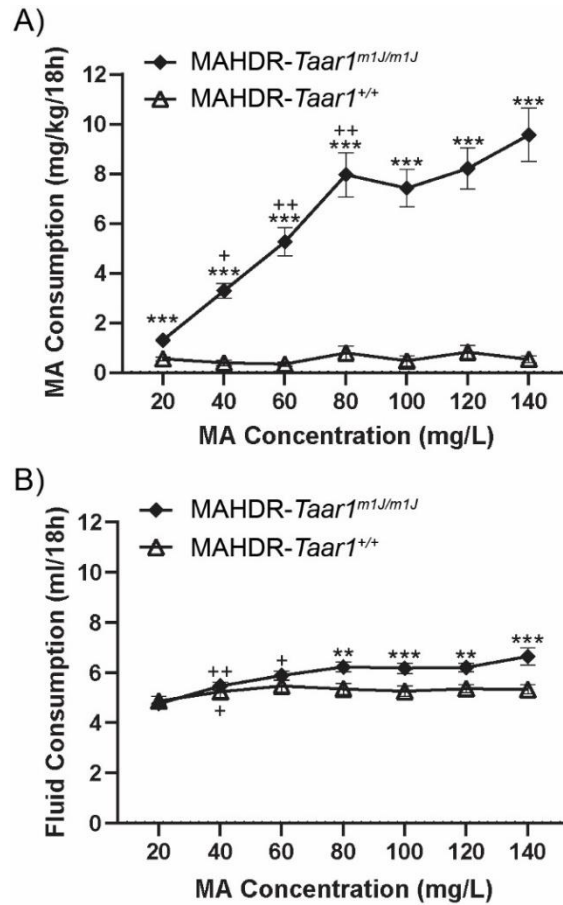 A)
MAHDR-Taar1m1J/m1J
MAHDR-Taar1+/+
MA Consumption (mg/kg/18h)
12
10
8
6
4
2
0
***
+
***
++
***
++
***
***
***
***
20 40 60 80 100 120 140
MA Concentration (mg/L)
B)
MAHDR-Taar1m1J/m1J
MAHDR-Taar1+/+
Fluid Consumption (ml/18h)
12
10
8
6
4
2
0
++
+
+
**
***
**
***
20 40 60 80 100 120 140
MA Concentration (mg/L)